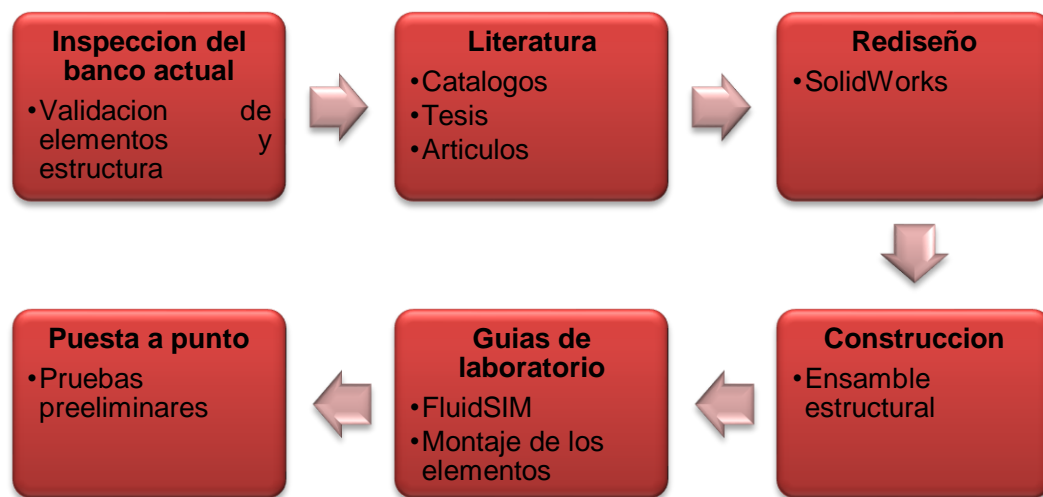 Inspeccion del
banco actual
•Validacion de
elementos y
estructura
Literatura
•Catalogos
•Tesis
•Articulos
Rediseño
•SolidWorks
Construccion
•Ensamble
estructural
Guias de
laboratorio
•FluidSIM
•Montaje de los
elementos
Puesta a punto
•Pruebas
preeliminares